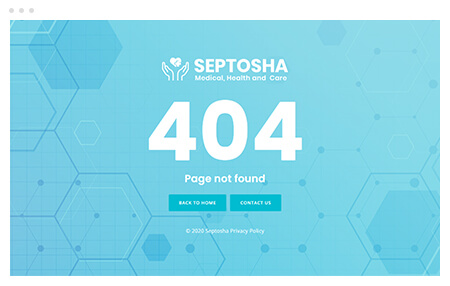 SEPTOSHA
Medical, Health and Care
404
Page not found
BACK TO HOME CONTACT US
© 2020 Septosha Privacy Policy